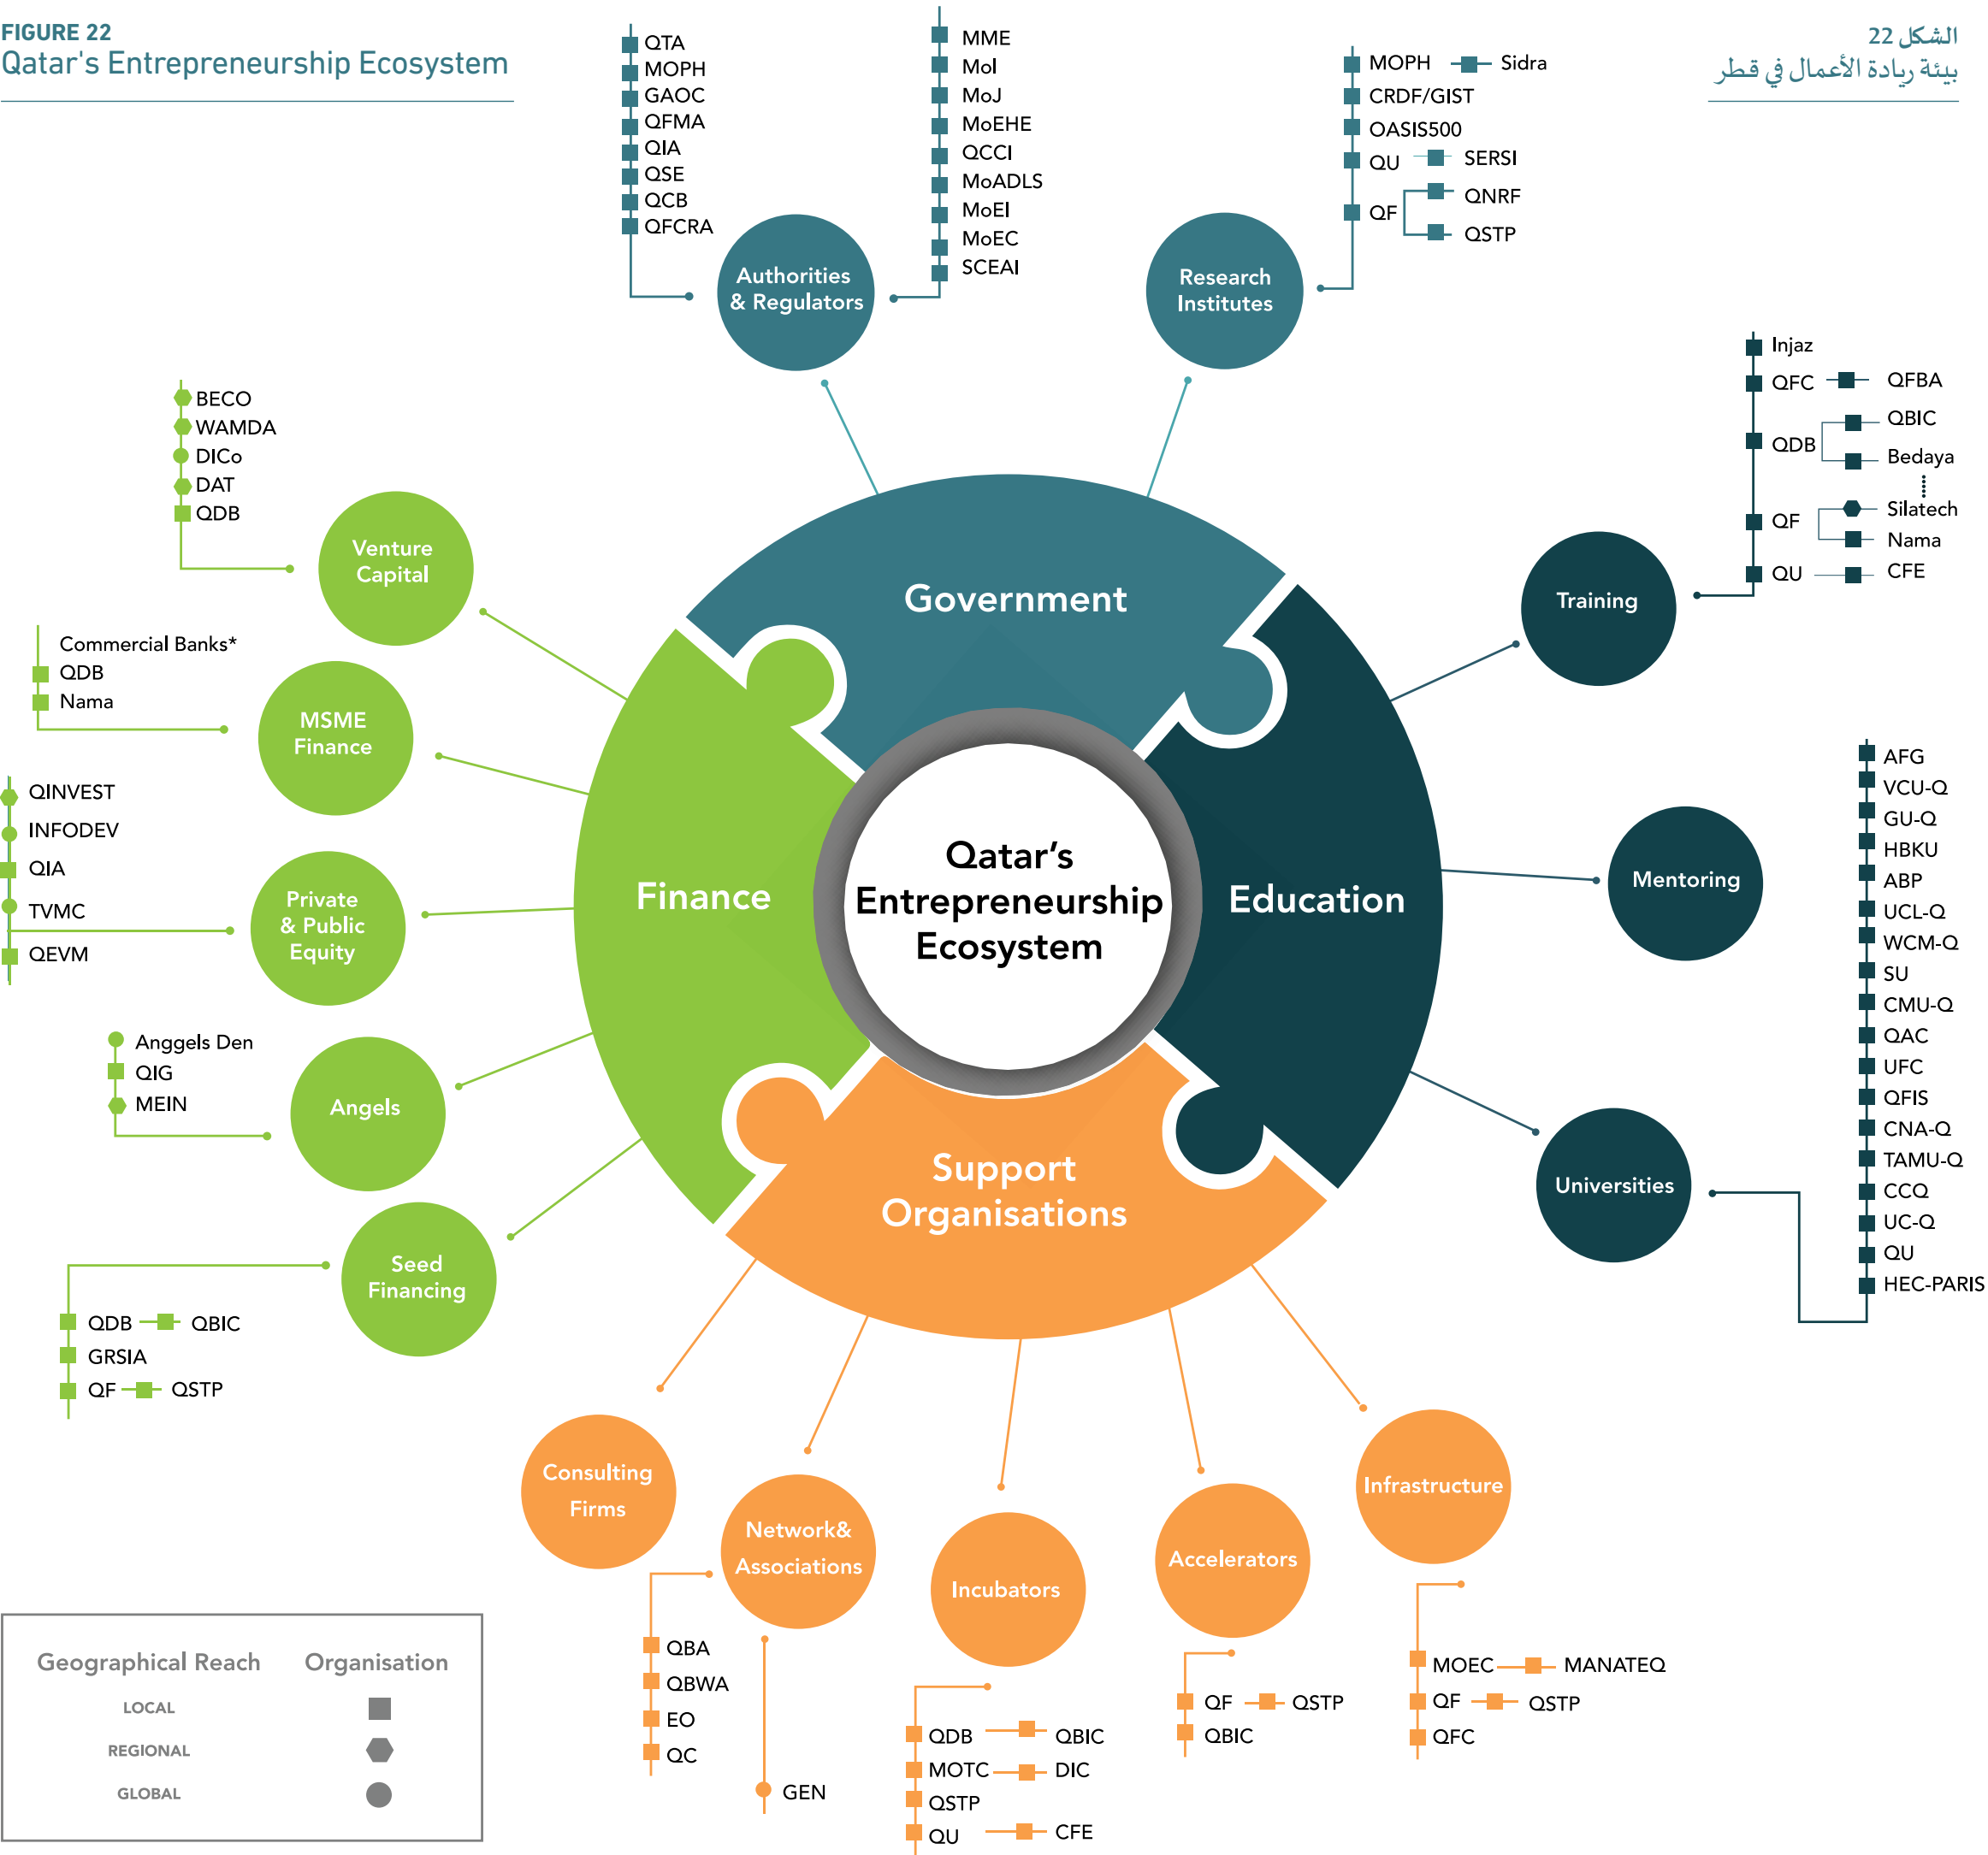 FIGURE 22
Qatar's Entrepreneurship Ecosystem
الشكل 22
بيئة ريادة الأعمال في قطر
QTA
MOPH
GAOC
QFMA
QIA
QSE
QCB
QFCRA
MME
MoI
MoJ
MoEHE
QCCI
MoADLS
MoEI
MoEC
SCEAI
Authorities
& Regulators
MOPH Sidra
CRDF/GIST
OASIS500
QU SERSI
QF QNRF
QSTP
Research
Institutes
Injaz
QFC QFBA
QDB QBIC
Bedaya
QF Silatech
Nama
QU CFE
Training
Mentoring
AFG
VCU-Q
GU-Q
HBKU
ABP
UCL-Q
WCM-Q
SU
CMU-Q
QAC
UFC
QFIS
CNA-Q
TAMU-Q
CCQ
UC-Q
QU
HEC-PARIS
Universities
BECO
WAMDA
DICo
DAT
QDB
Venture
Capital
Commercial Banks*
QDB
Nama
MSME
Finance
QINVEST
INFODEV
QIA
TVMC
QEVM
Private
& Public
Equity
Anggels Den
QIG
MEIN
Angels
Seed
Financing
QDB QBIC
GRSIA
QF QSTP
Government
Finance
Education
Support
Organisations
Qatar’s
Entrepreneurship
Ecosystem
Consulting
Firms
Network&
Associations
QBA
QBWA
EO
QC
GEN
Incubators
QDB QBIC
MOTC DIC
QSTP
QU CFE
Accelerators
QF QSTP
QBIC
Infrastructure
MOEC MANATEQ
QF QSTP
QFC
Geographical Reach Organisation
LOCAL
REGIONAL
GLOBAL